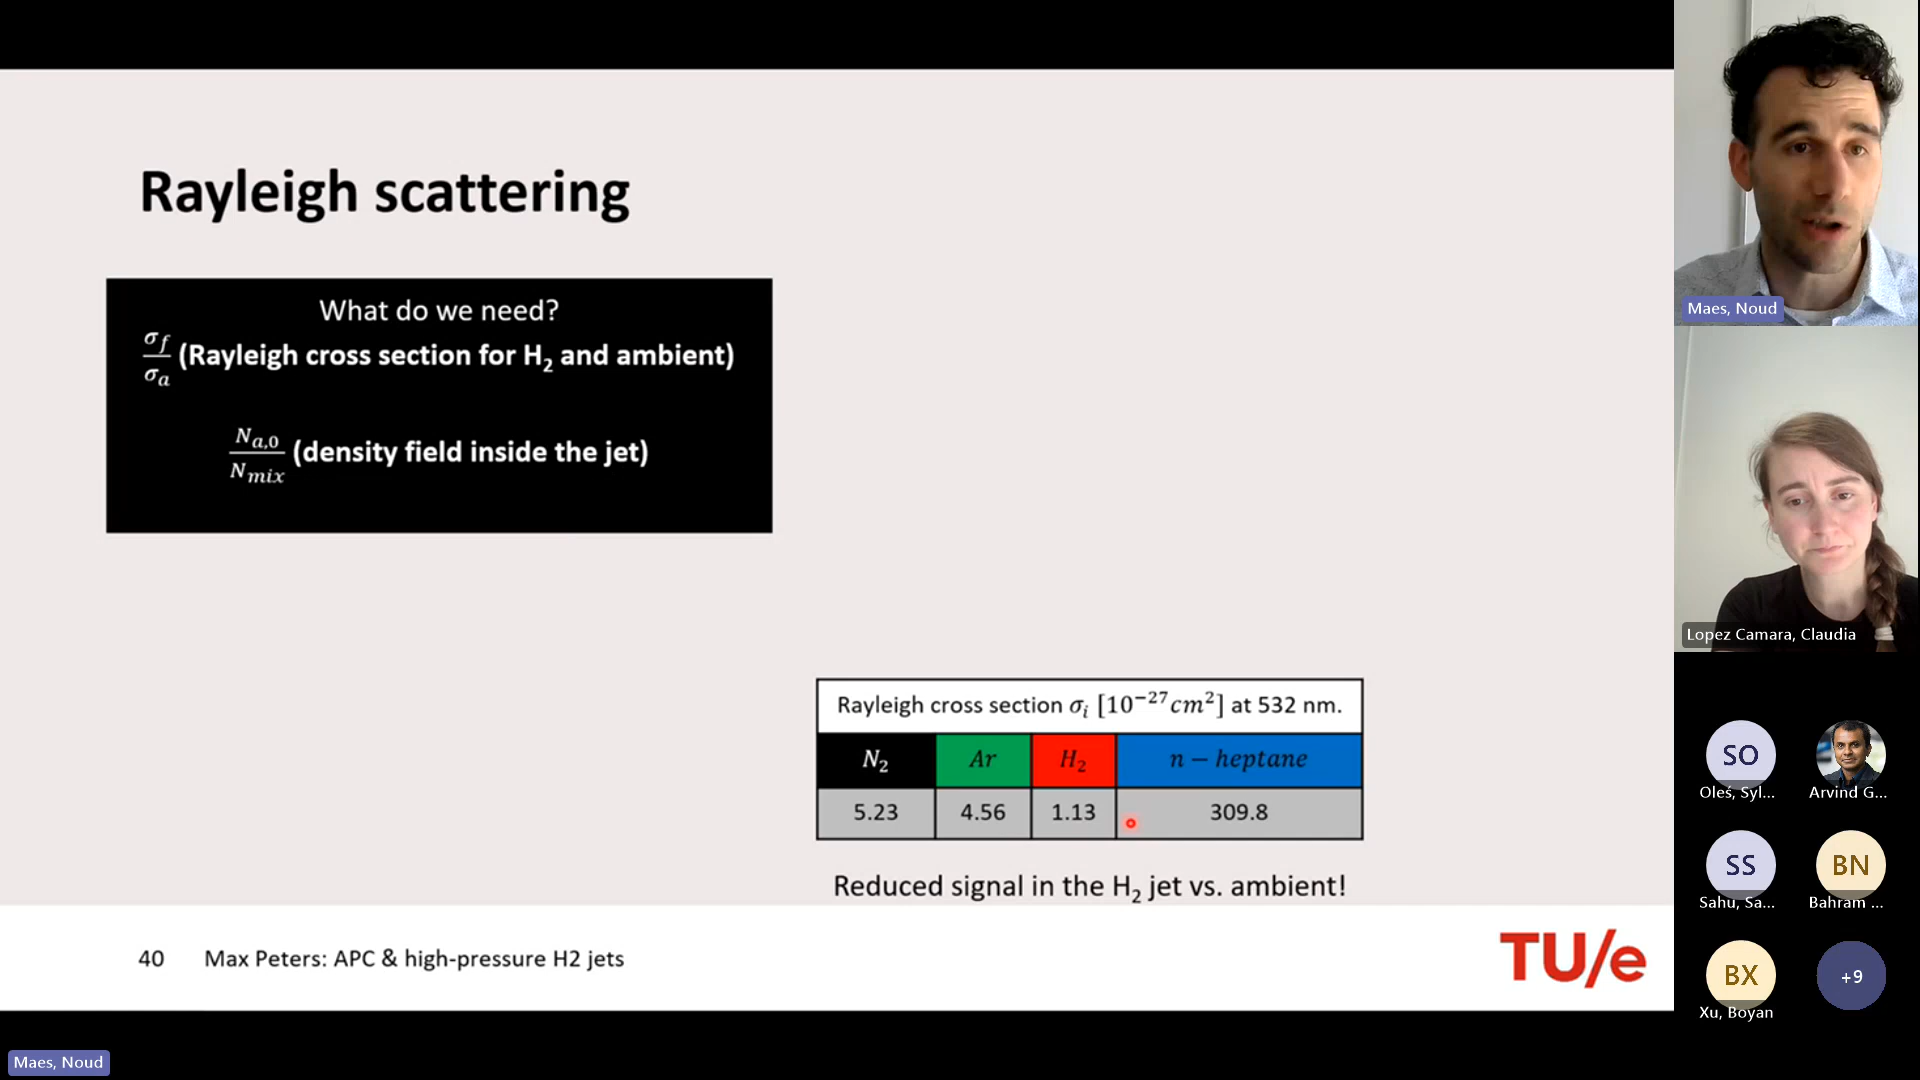 Rayleigh scattering
What do we need?
σf/σa (Rayleigh cross section for H2 and ambient)
Na,0/Nmix (density field inside the jet)
Rayleigh cross section σi [10−27cm2] at 532 nm.
N2 Ar H2 n − heptane
5.23 4.56 1.13 309.8
Reduced signal in the H2 jet vs. ambient!
40 Max Peters: APC & high-pressure H2 jets
TU/e
Maes, Noud
Maes, Noud
Lopez Camara, Claudia
SO
Oleś, Syl... Arvind G...
SS BN
Sahu, Sa... Bahram ...
BX +9
Xu, Boyan